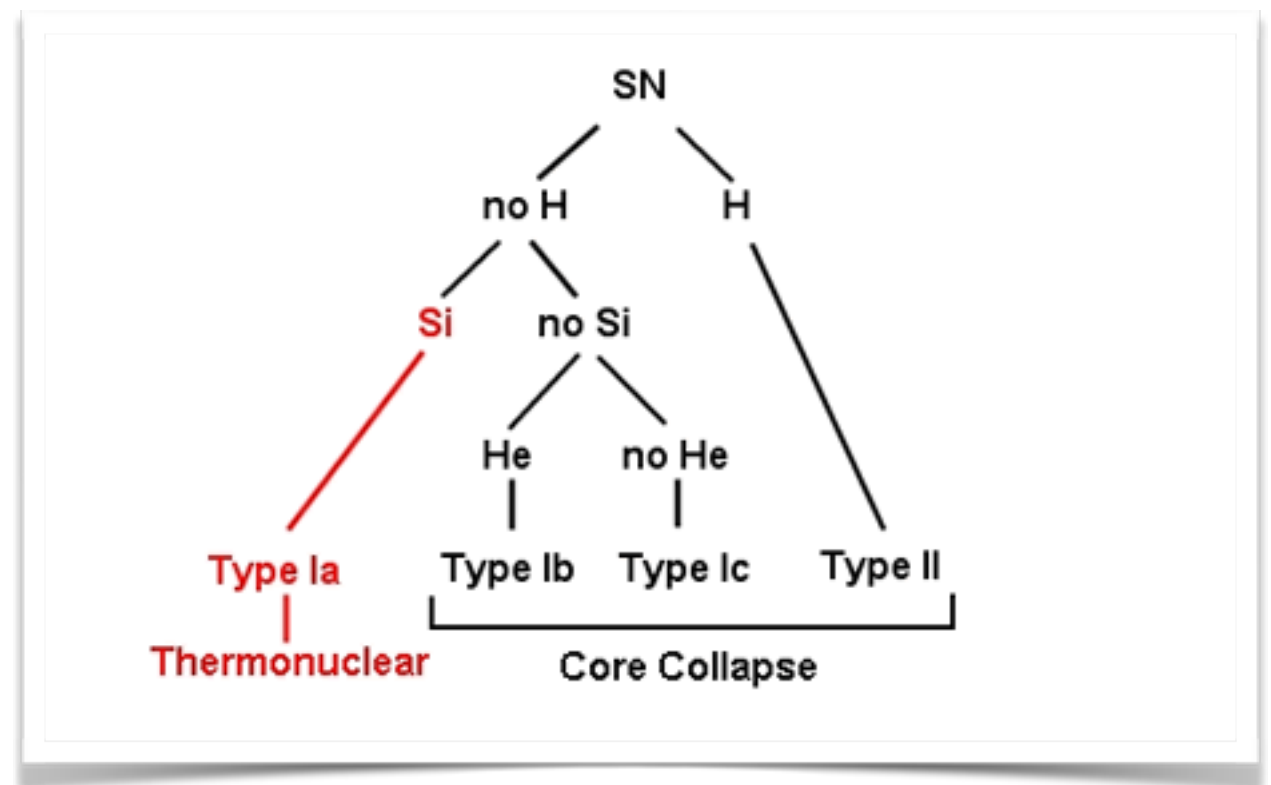 SN
no H H
Si no Si
He no He
Type Ia Type Ib Type Ic Type II
Thermonuclear Core Collapse